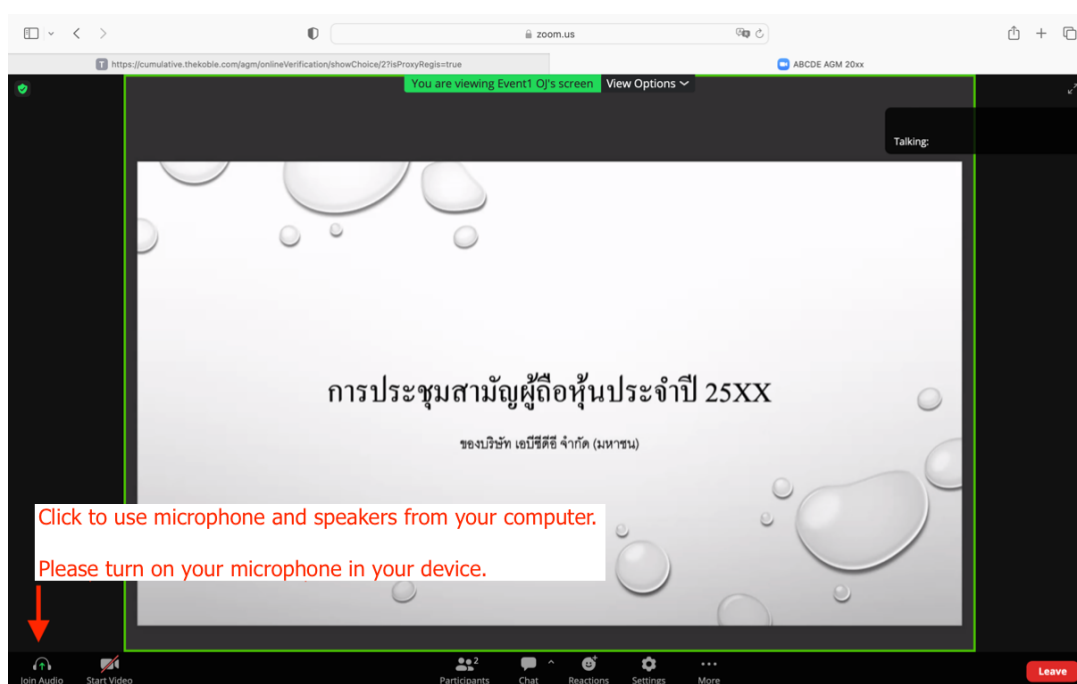 zoom.us
https://cumulative.thekoble.com/agm/onlineVerification/showChoice/2?isProxyRegis=true
ABCDE AGM 20xx
You are viewing Event1 OJ's screen View Options
Talking:
การประชุมสามัญผู้ถือหุ้นประจำปี 25XX
ของบริษัท เอบีซีดีอี จำกัด (มหาชน)
Click to use microphone and speakers from your computer.
Please turn on your microphone in your device.
2
Join Audio Start Video Participants Chat Reactions Settings More Leave